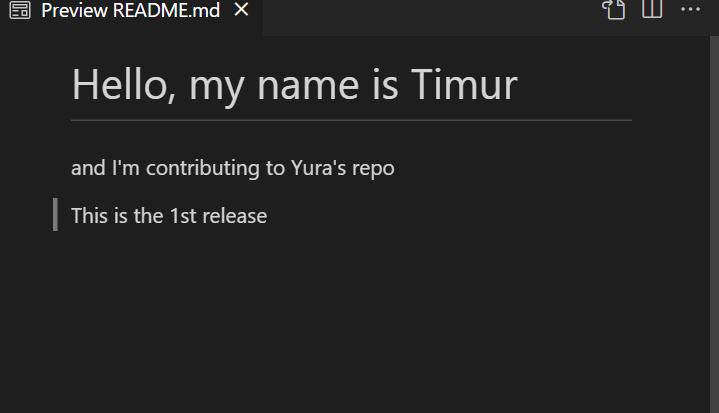 Preview README.md
Hello, my name is Timur
and I'm contributing to Yura's repo
This is the 1st release